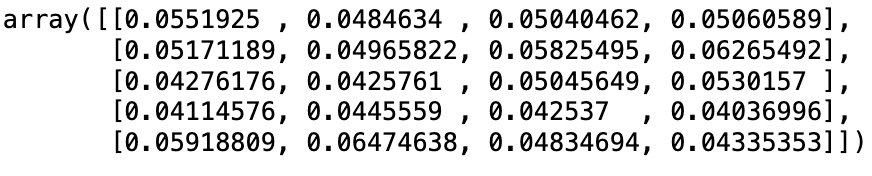 array([[0.0551925 , 0.0484634 , 0.05040462, 0.05060589],
[0.05171189, 0.04965822, 0.05825495, 0.06265492],
[0.04276176, 0.0425761 , 0.05045649, 0.0530157 ],
[0.04114576, 0.0445559 , 0.042537  , 0.04036996],
[0.05918809, 0.06474638, 0.04834694, 0.04335353]])